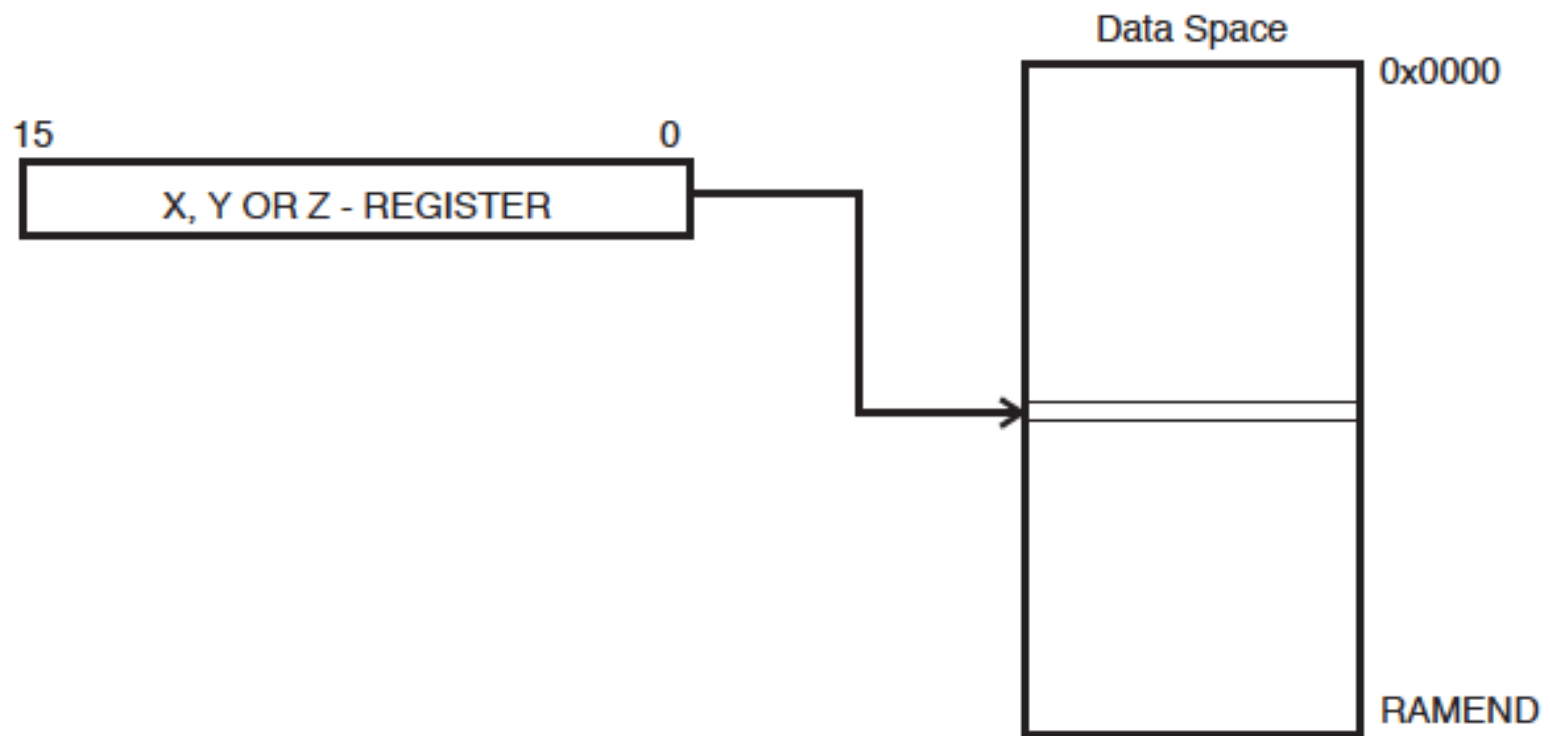 Data Space
0x0000
15 0
X, Y OR Z - REGISTER
RAMEND